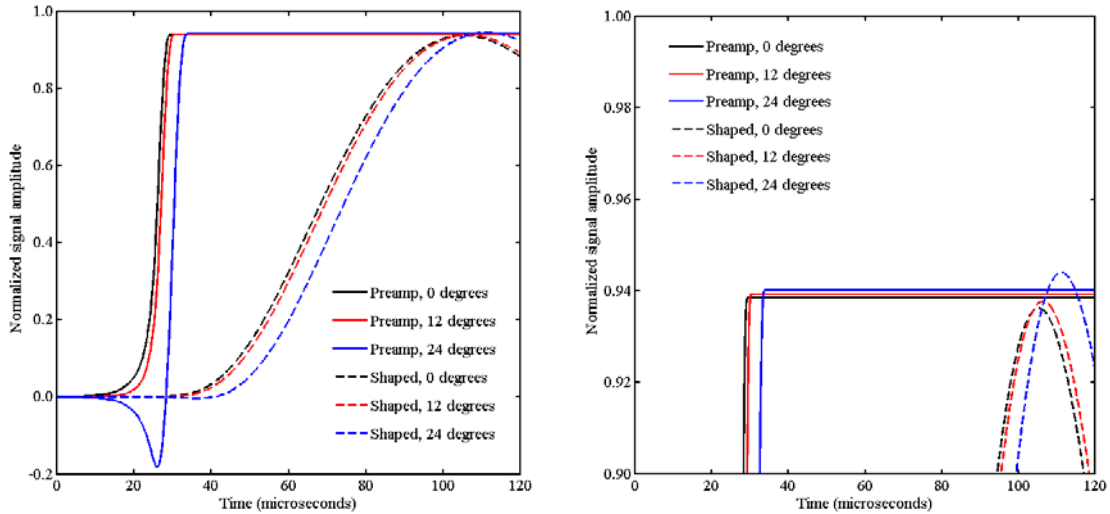 1.0
0.8
0.6
0.4
0.2
0.0
-0.2
Normalized signal amplitude
Preamp, 0 degrees
Preamp, 12 degrees
Preamp, 24 degrees
Shaped, 0 degrees
Shaped, 12 degrees
Shaped, 24 degrees
0 20 40 60 80 100 120
Time (microseconds)
1.00
0.98
0.96
0.94
0.92
0.90
Normalized signal amplitude
Preamp, 0 degrees
Preamp, 12 degrees
Preamp, 24 degrees
Shaped, 0 degrees
Shaped, 12 degrees
Shaped, 24 degrees
0 20 40 60 80 100 120
Time (microseconds)